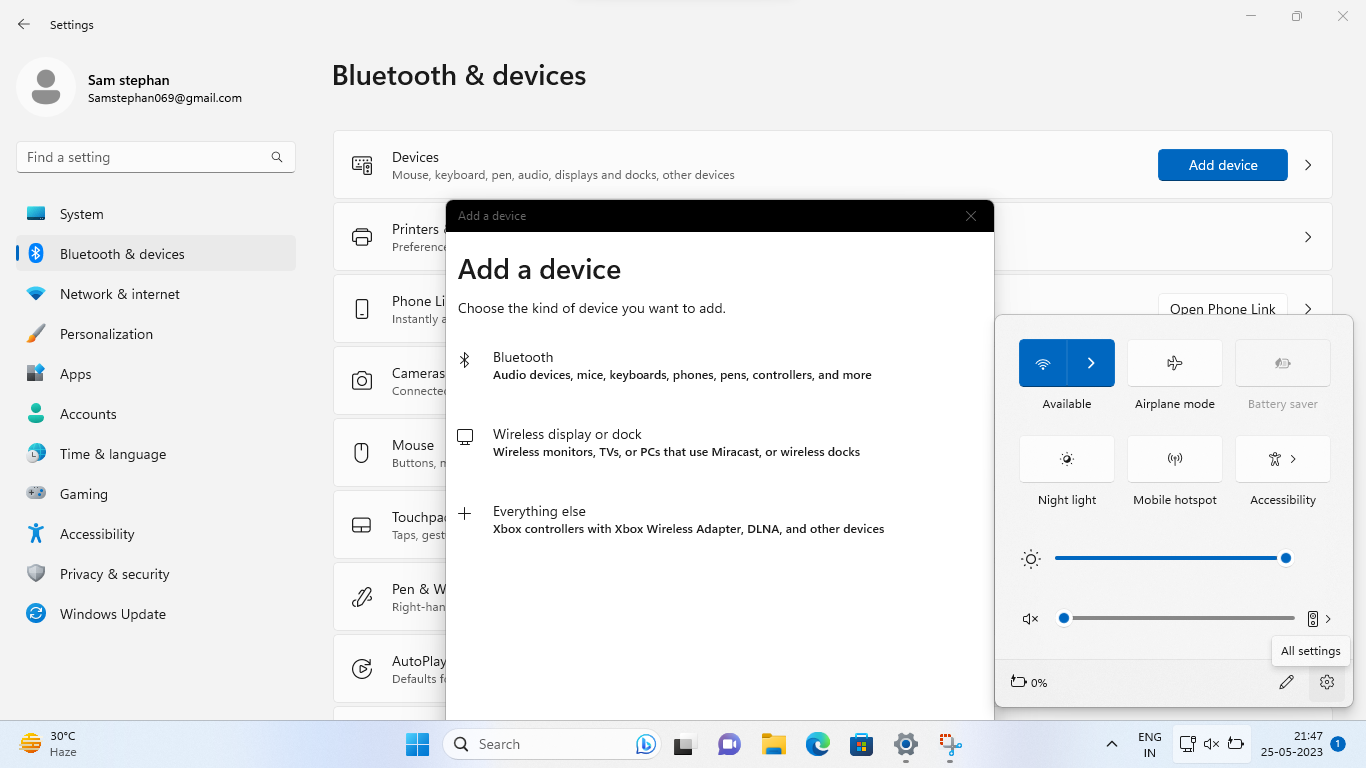 Settings
Sam stephan
Samstephan069@gmail.com
Find a setting
System
Bluetooth & devices
Network & internet
Personalization
Apps
Accounts
Time & language
Gaming
Accessibility
Privacy & security
Windows Update
Bluetooth & devices
Devices
Mouse, keyboard, pen, audio, displays and docks, other devices
Add device
Printers
Preference
Phone Li
Instantly a
Open Phone Link
Cameras
Connected
Mouse
Buttons, m
Touchpad
Taps, gest
Pen & W
Right-han
AutoPlay
Defaults fo
Add a device
Add a device
Choose the kind of device you want to add.
Bluetooth
Audio devices, mice, keyboards, phones, pens, controllers, and more
Wireless display or dock
Wireless monitors, TVs, or PCs that use Miracast, or wireless docks
Everything else
Xbox controllers with Xbox Wireless Adapter, DLNA, and other devices
Available
Airplane mode
Battery saver
Night light
Mobile hotspot
Accessibility
All settings
0%
30°C
Haze
Search
ENG
IN
21:47
25-05-2023
1